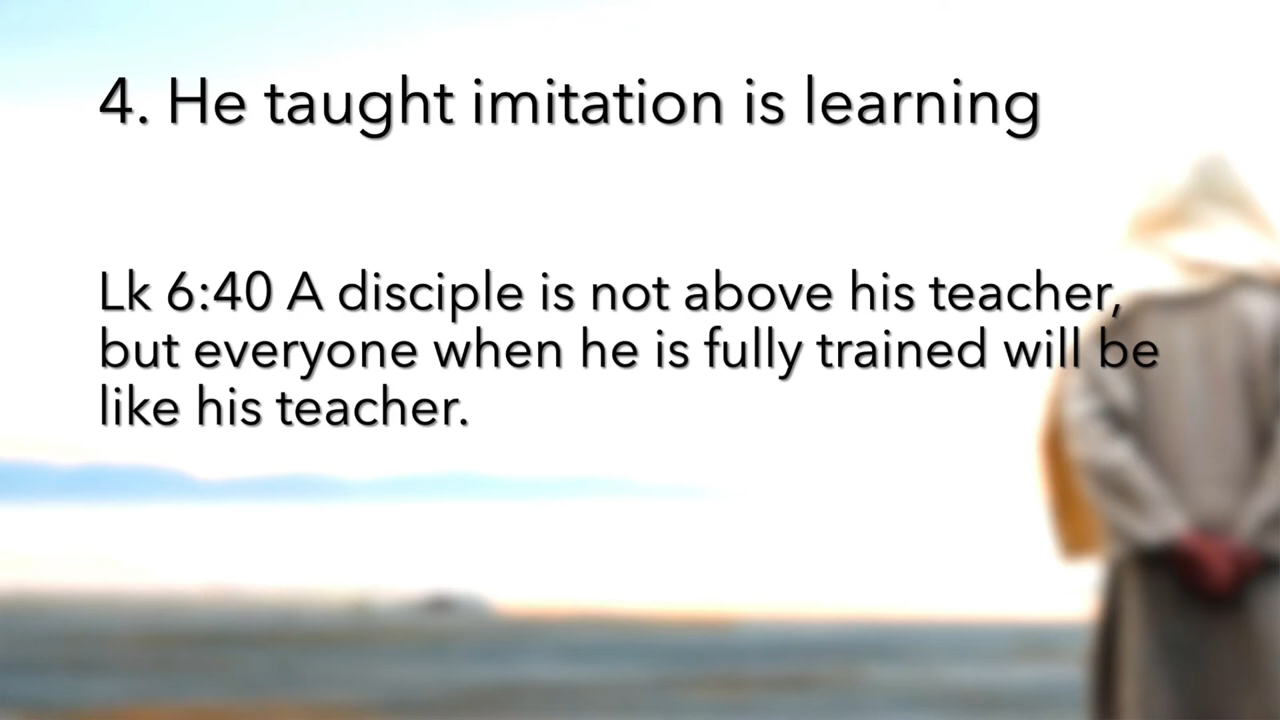 4. He taught imitation is learning
Lk 6:40 A disciple is not above his teacher,
but everyone when he is fully trained will be
like his teacher.